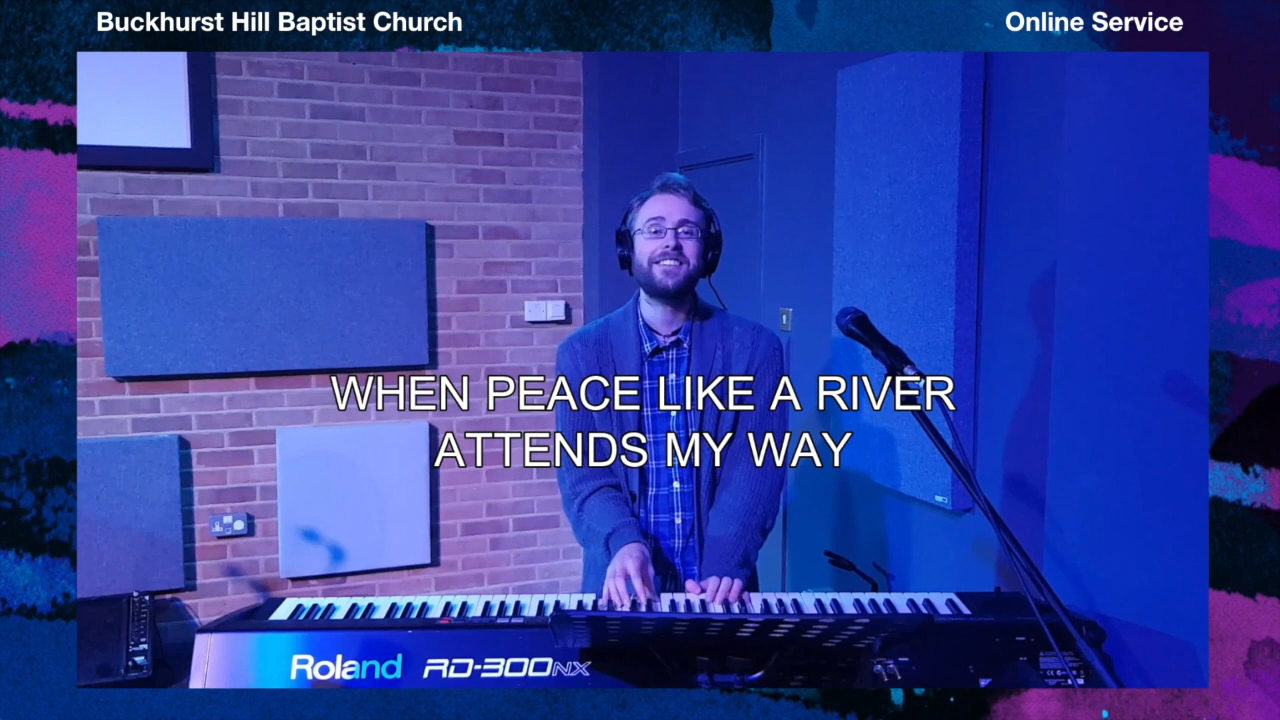 Buckhurst Hill Baptist Church
Online Service
WHEN PEACE LIKE A RIVER
ATTENDS MY WAY
Roland RD-300NX